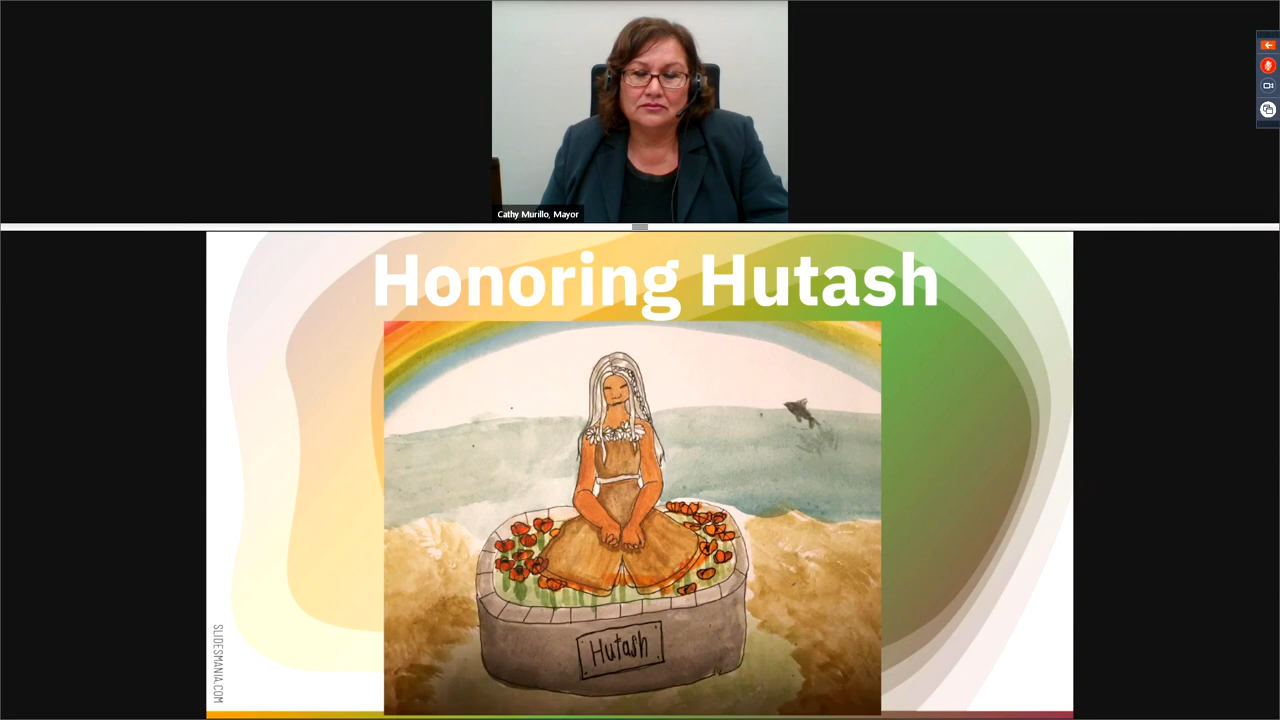 Cathy Murillo, Mayor
Honoring Hutash
Hutash
SLIDESMANIA.COM